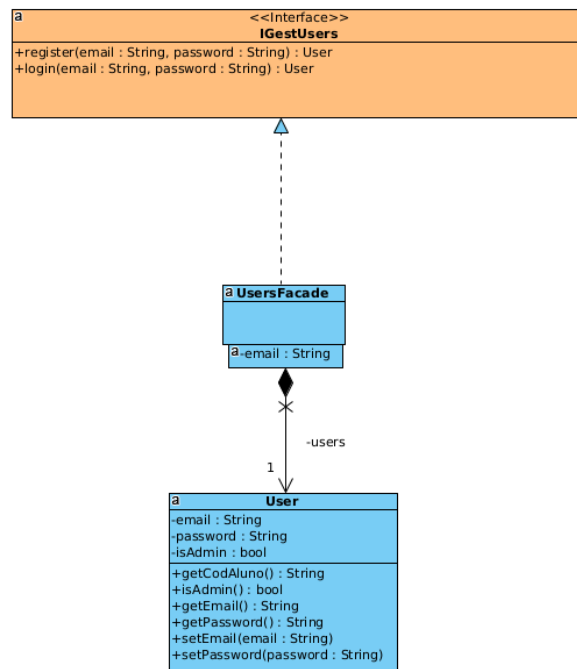 a
<<Interface>>
IGestUsers
+register(email : String, password : String) : User
+login(email : String, password : String) : User
a
UsersFacade
a
-email : String
-users
1
a
User
-email : String
-password : String
-isAdmin : bool
+getCodAluno() : String
+isAdmin() : bool
+getEmail() : String
+getPassword() : String
+setEmail(email : String)
+setPassword(password : String)